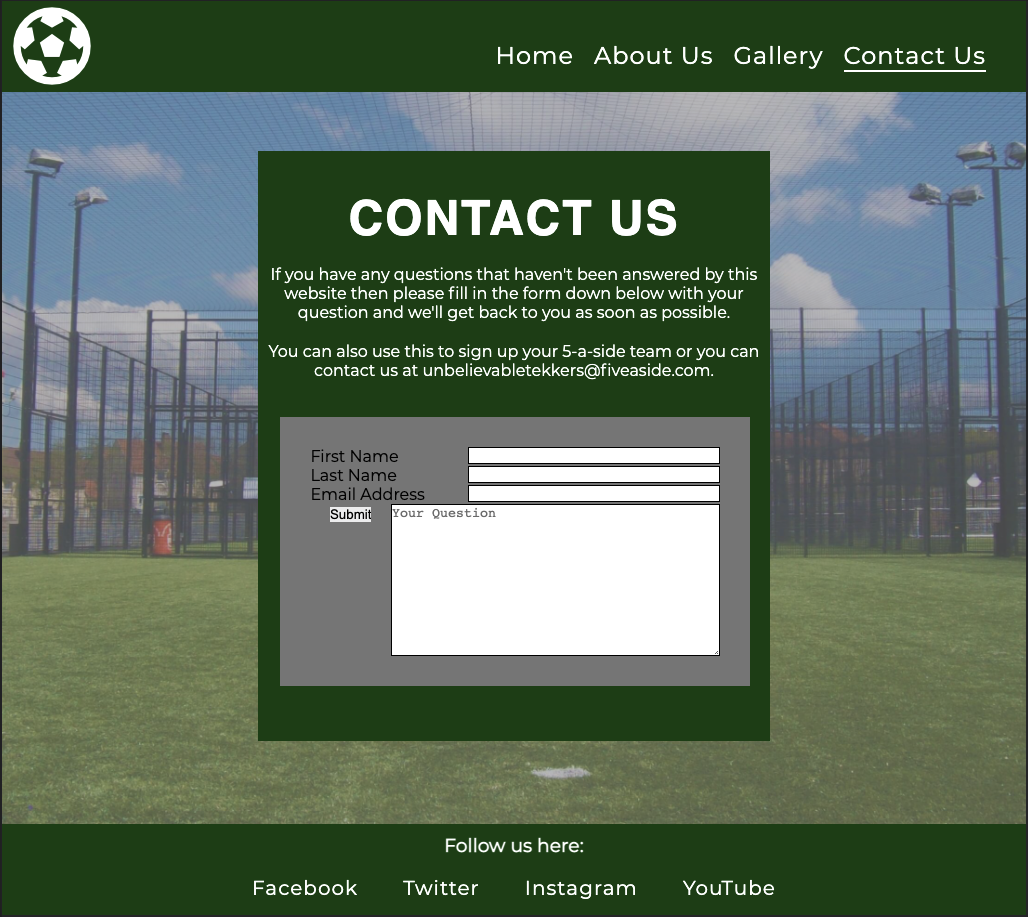 Home About Us Gallery Contact Us
CONTACT US
If you have any questions that haven't been answered by this
website then please fill in the form down below with your
question and we'll get back to you as soon as possible.
You can also use this to sign up your 5-a-side team or you can
contact us at unbelievabletekkers@fiveaside.com.
First Name
Last Name
Email Address
Submit Your Question
Follow us here:
Facebook Twitter Instagram YouTube